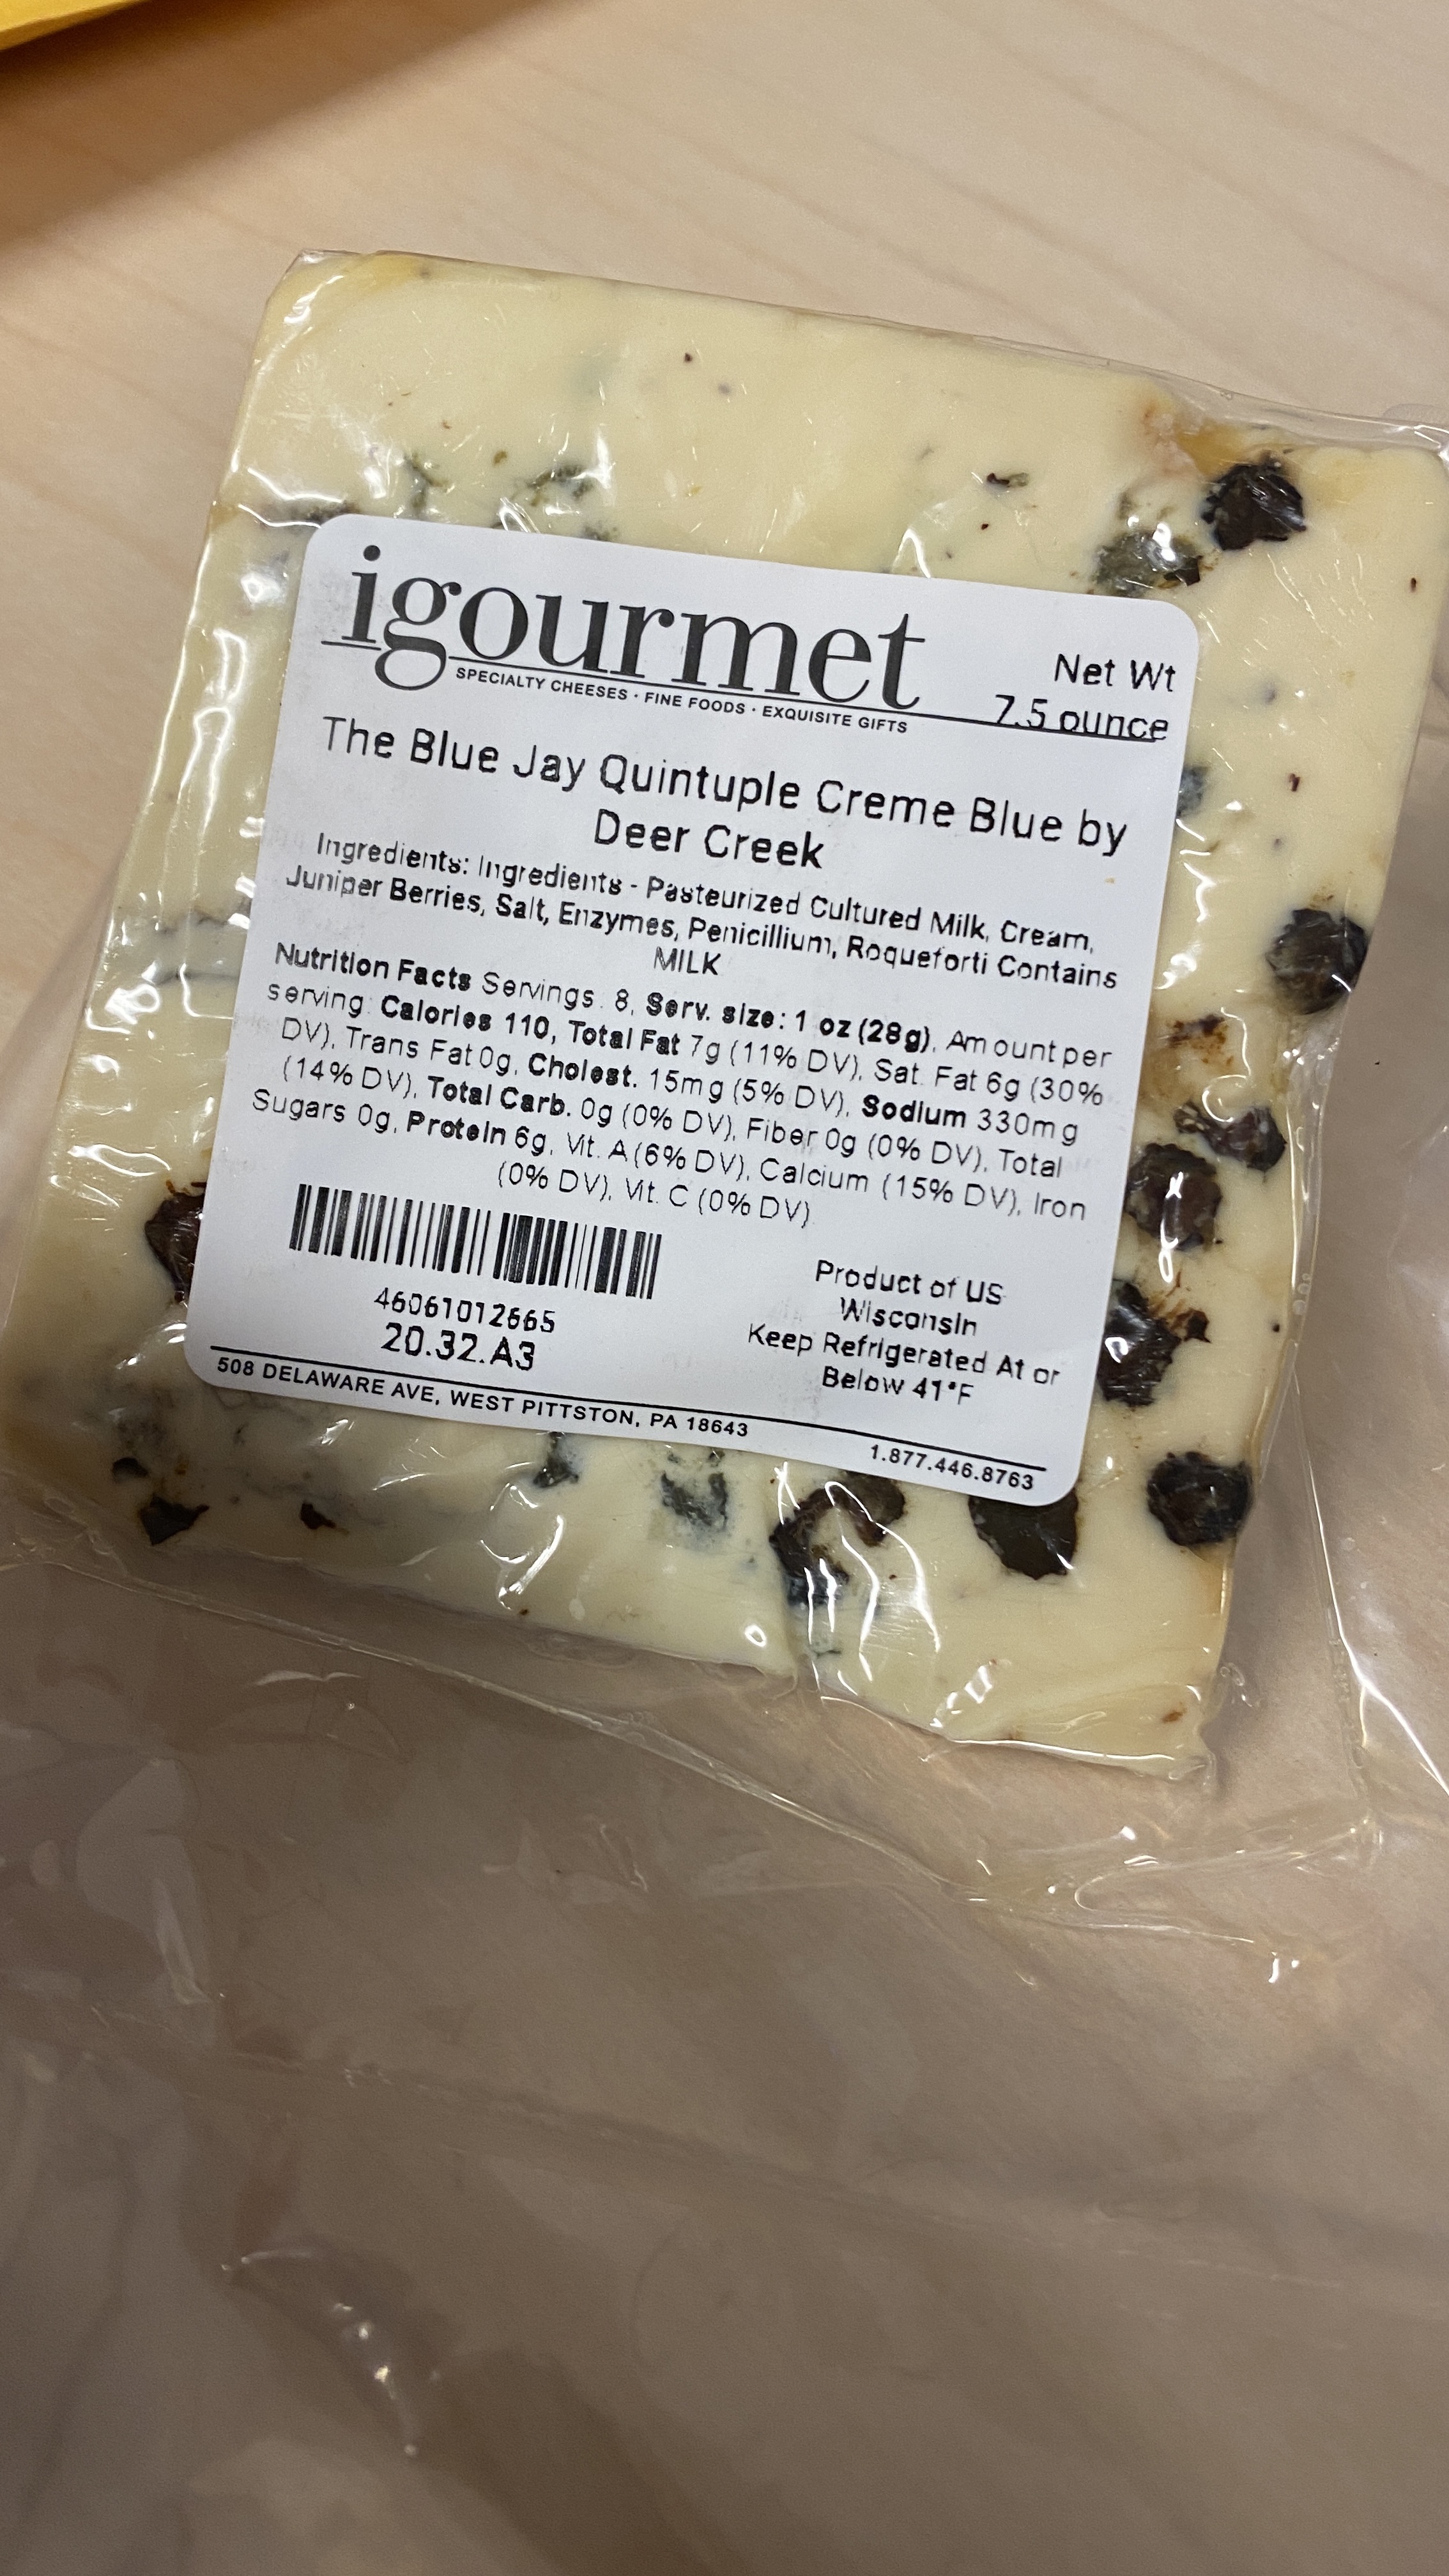 igourmet
SPECIALTY CHEESES · FINE FOODS · EXQUISITE GIFTS
Net Wt
7.5 ounce
The Blue Jay Quintuple Creme Blue by
Deer Creek
Ingredients: Ingredients - Pasteurized Cultured Milk, Cream,
Juniper Berries, Salt, Enzymes, Penicillium, Roqueforti Contains
MILK
Nutrition Facts Servings: 8, Serv. size: 1 oz (28g), Amount per
serving: Calories 110, Total Fat 7g (11% DV), Sat. Fat 6g (30%
DV), Trans Fat 0g, Cholest. 15mg (5% DV), Sodium 330mg
(14% DV), Total Carb. 0g (0% DV), Fiber 0g (0% DV), Total
Sugars 0g, Protein 6g, Vit. A (6% DV), Calcium (15% DV), Iron
(0% DV), Vit. C (0% DV)
46061012665
20.32.A3
Product of US
Wisconsin
Keep Refrigerated At or
Below 41°F
508 DELAWARE AVE, WEST PITTSTON, PA 18643
1.877.446.8763